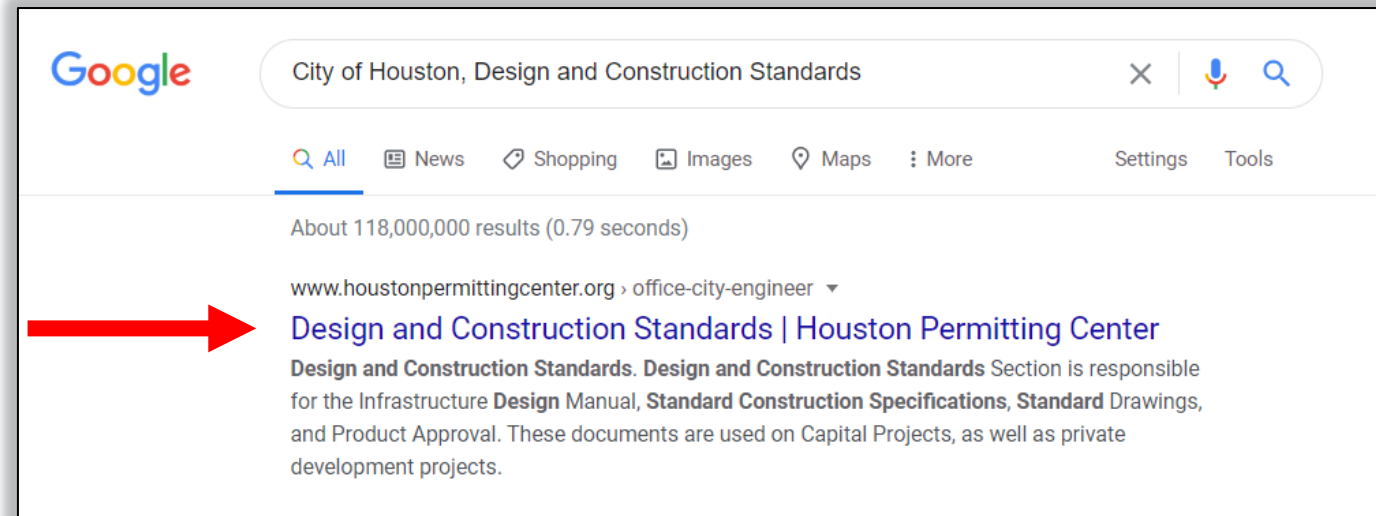 Google
City of Houston, Design and Construction Standards
All News Shopping Images Maps More Settings Tools
About 118,000,000 results (0.79 seconds)
www.houstonpermittingcenter.org › office-city-engineer
Design and Construction Standards | Houston Permitting Center
Design and Construction Standards. Design and Construction Standards Section is responsible
for the Infrastructure Design Manual, Standard Construction Specifications, Standard Drawings,
and Product Approval. These documents are used on Capital Projects, as well as private
development projects.